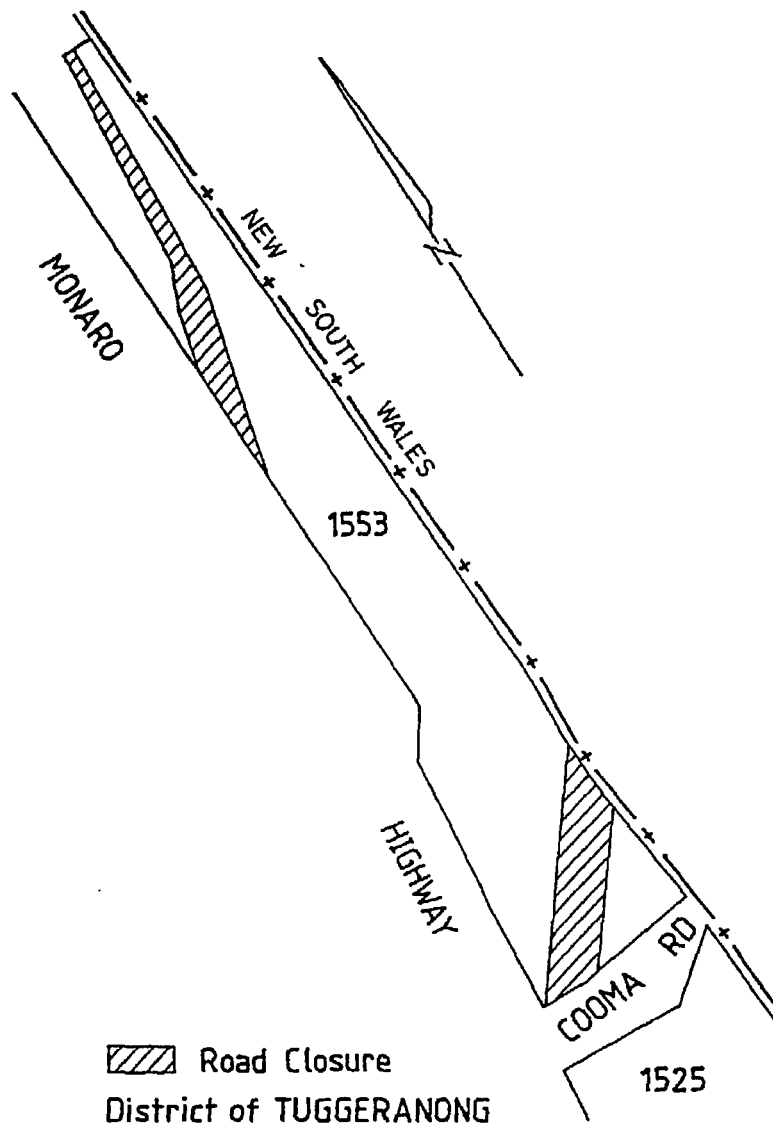 N
NEW
SOUTH
WALES
MONARO
1553
HIGHWAY
COOMA RD
1525
Road Closure
District of TUGGERANONG